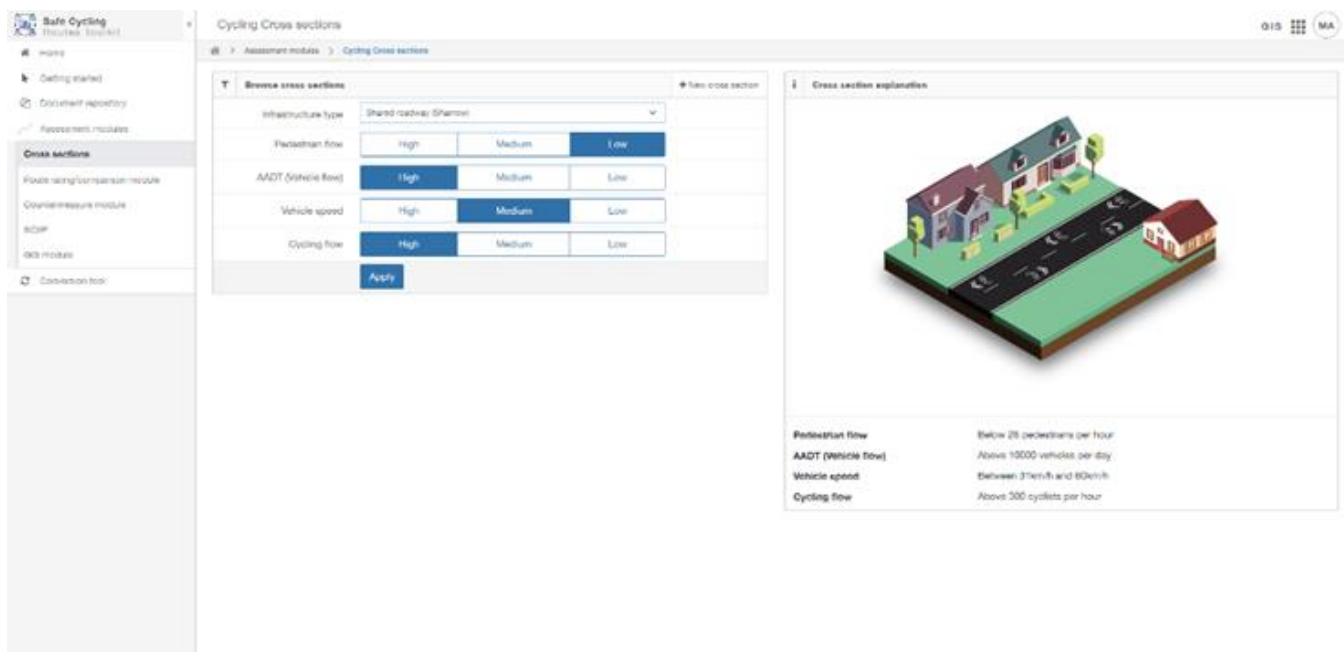 Safe Cycling
Routes Toolkit
Home
Getting started
Document repository
Assessment modules
Cross sections
Route rating/comparison module
Countermeasure module
GIS module
Conversion tool
Cycling Cross sections
GIS
MA
Assessment modules > Cycling Cross sections
Browse cross sections
+ New cross section
Infrastructure type
Shared roadway (Sharrow)
Pedestrian flow High Medium Low
AADT (Vehicle flow) High Medium Low
Vehicle speed High Medium Low
Cycling flow High Medium Low
Apply
i Cross section explanation
Pedestrian flow Below pedestrians per hour
AADT (Vehicle flow) Above 10000 vehicles per day
Vehicle speed Between 31km/h and 60km/h
Cycling flow Above 300 cyclists per hour